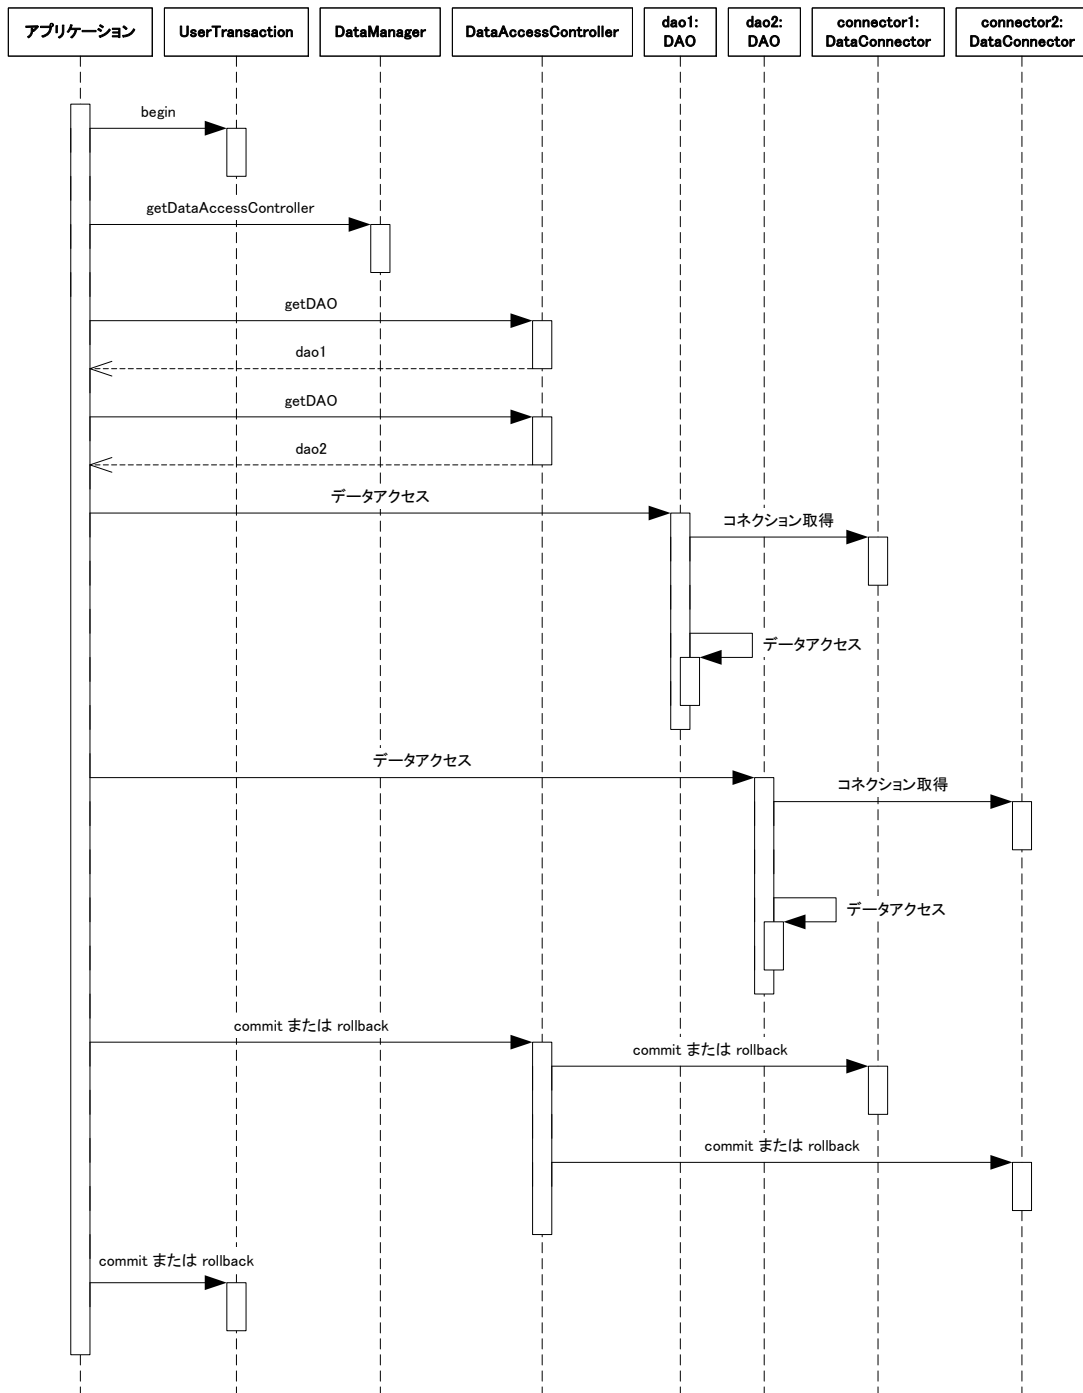 アプリケーション
UserTransaction
DataManager
DataAccessController
dao1:
DAO
dao2:
DAO
connector1:
DataConnector
connector2:
DataConnector
begin
getDataAccessController
getDAO
dao1
getDAO
dao2
データアクセス
コネクション取得
データアクセス
データアクセス
コネクション取得
データアクセス
commit または rollback
commit または rollback
commit または rollback
commit または rollback